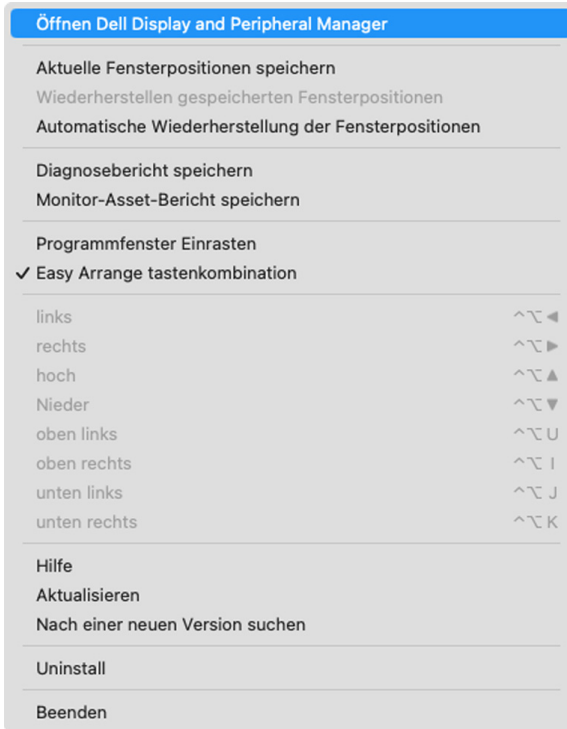 Öffnen Dell Display and Peripheral Manager
Aktuelle Fensterpositionen speichern
Wiederherstellen gespeicherten Fensterpositionen
Automatische Wiederherstellung der Fensterpositionen
Diagnosebericht speichern
Monitor-Asset-Bericht speichern
Programmfenster Einrasten
✓ Easy Arrange tastenkombination
links ^⌥◀
rechts ^⌥▶
hoch ^⌥▲
Nieder ^⌥▼
oben links ^⌥U
oben rechts ^⌥I
unten links ^⌥J
unten rechts ^⌥K
Hilfe
Aktualisieren
Nach einer neuen Version suchen
Uninstall
Beenden